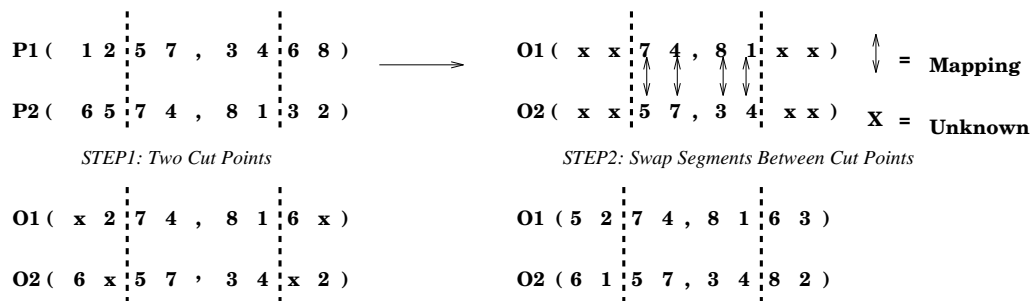 P1 ( 1 2 5 7 , 3 4 6 8 )
P2 ( 6 5 7 4 , 8 1 3 2 )
STEP1: Two Cut Points
O1 ( x x 7 4 , 8 1 x x )
O2 ( x x 5 7 , 3 4 x x )
= Mapping
X = Unknown
STEP2: Swap Segments Between Cut Points
O1 ( x 2 7 4 , 8 1 6 x )
O2 ( 6 x 5 7 , 3 4 x 2 )
O1 ( 5 2 7 4 , 8 1 6 3 )
O2 ( 6 1 5 7 , 3 4 8 2 )